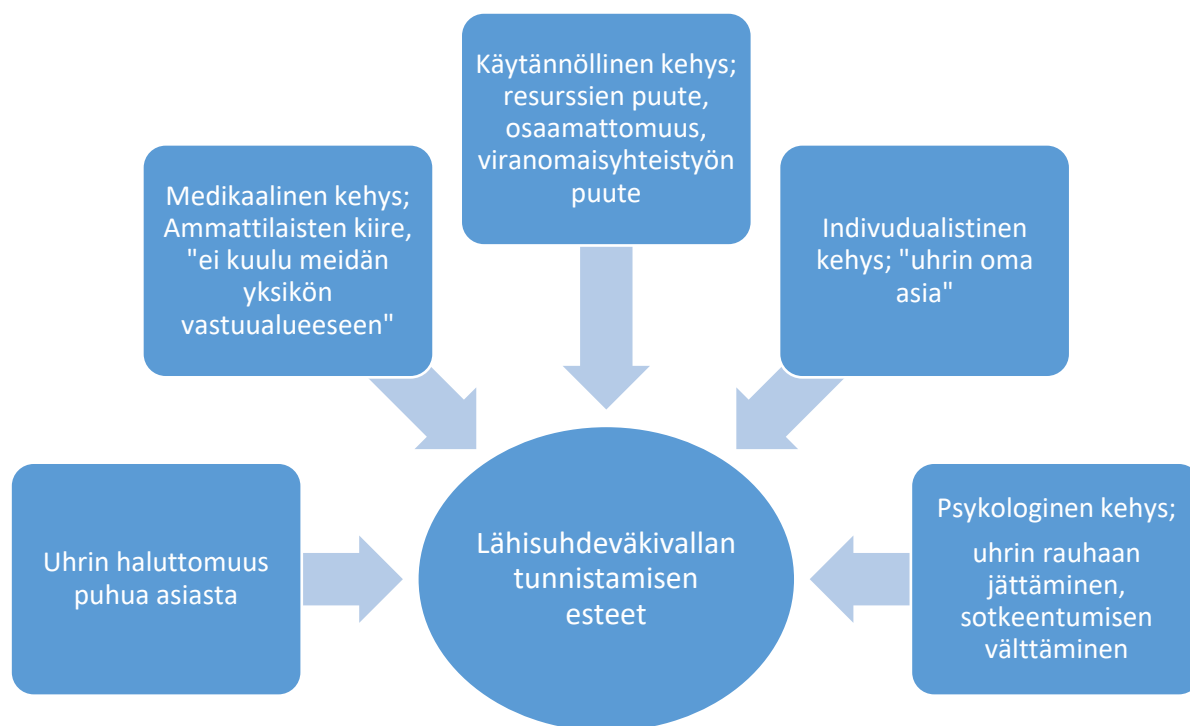 Käytännöllinen kehys;
resurssien puute,
osaamattomuus,
viranomaisyhteistyön
puute
Medikaalinen kehys;
Ammattilaisten kiire,
"ei kuulu meidän
yksikön
vastuualueeseen"
Indivudualistinen
kehys; "uhrin oma
asia"
Uhrin haluttomuus
puhua asiasta
Lähisuhdeväkivallan
tunnistamisen
esteet
Psykologinen kehys;
uhrin rauhaan
jättäminen,
sotkeentumisen
välttäminen